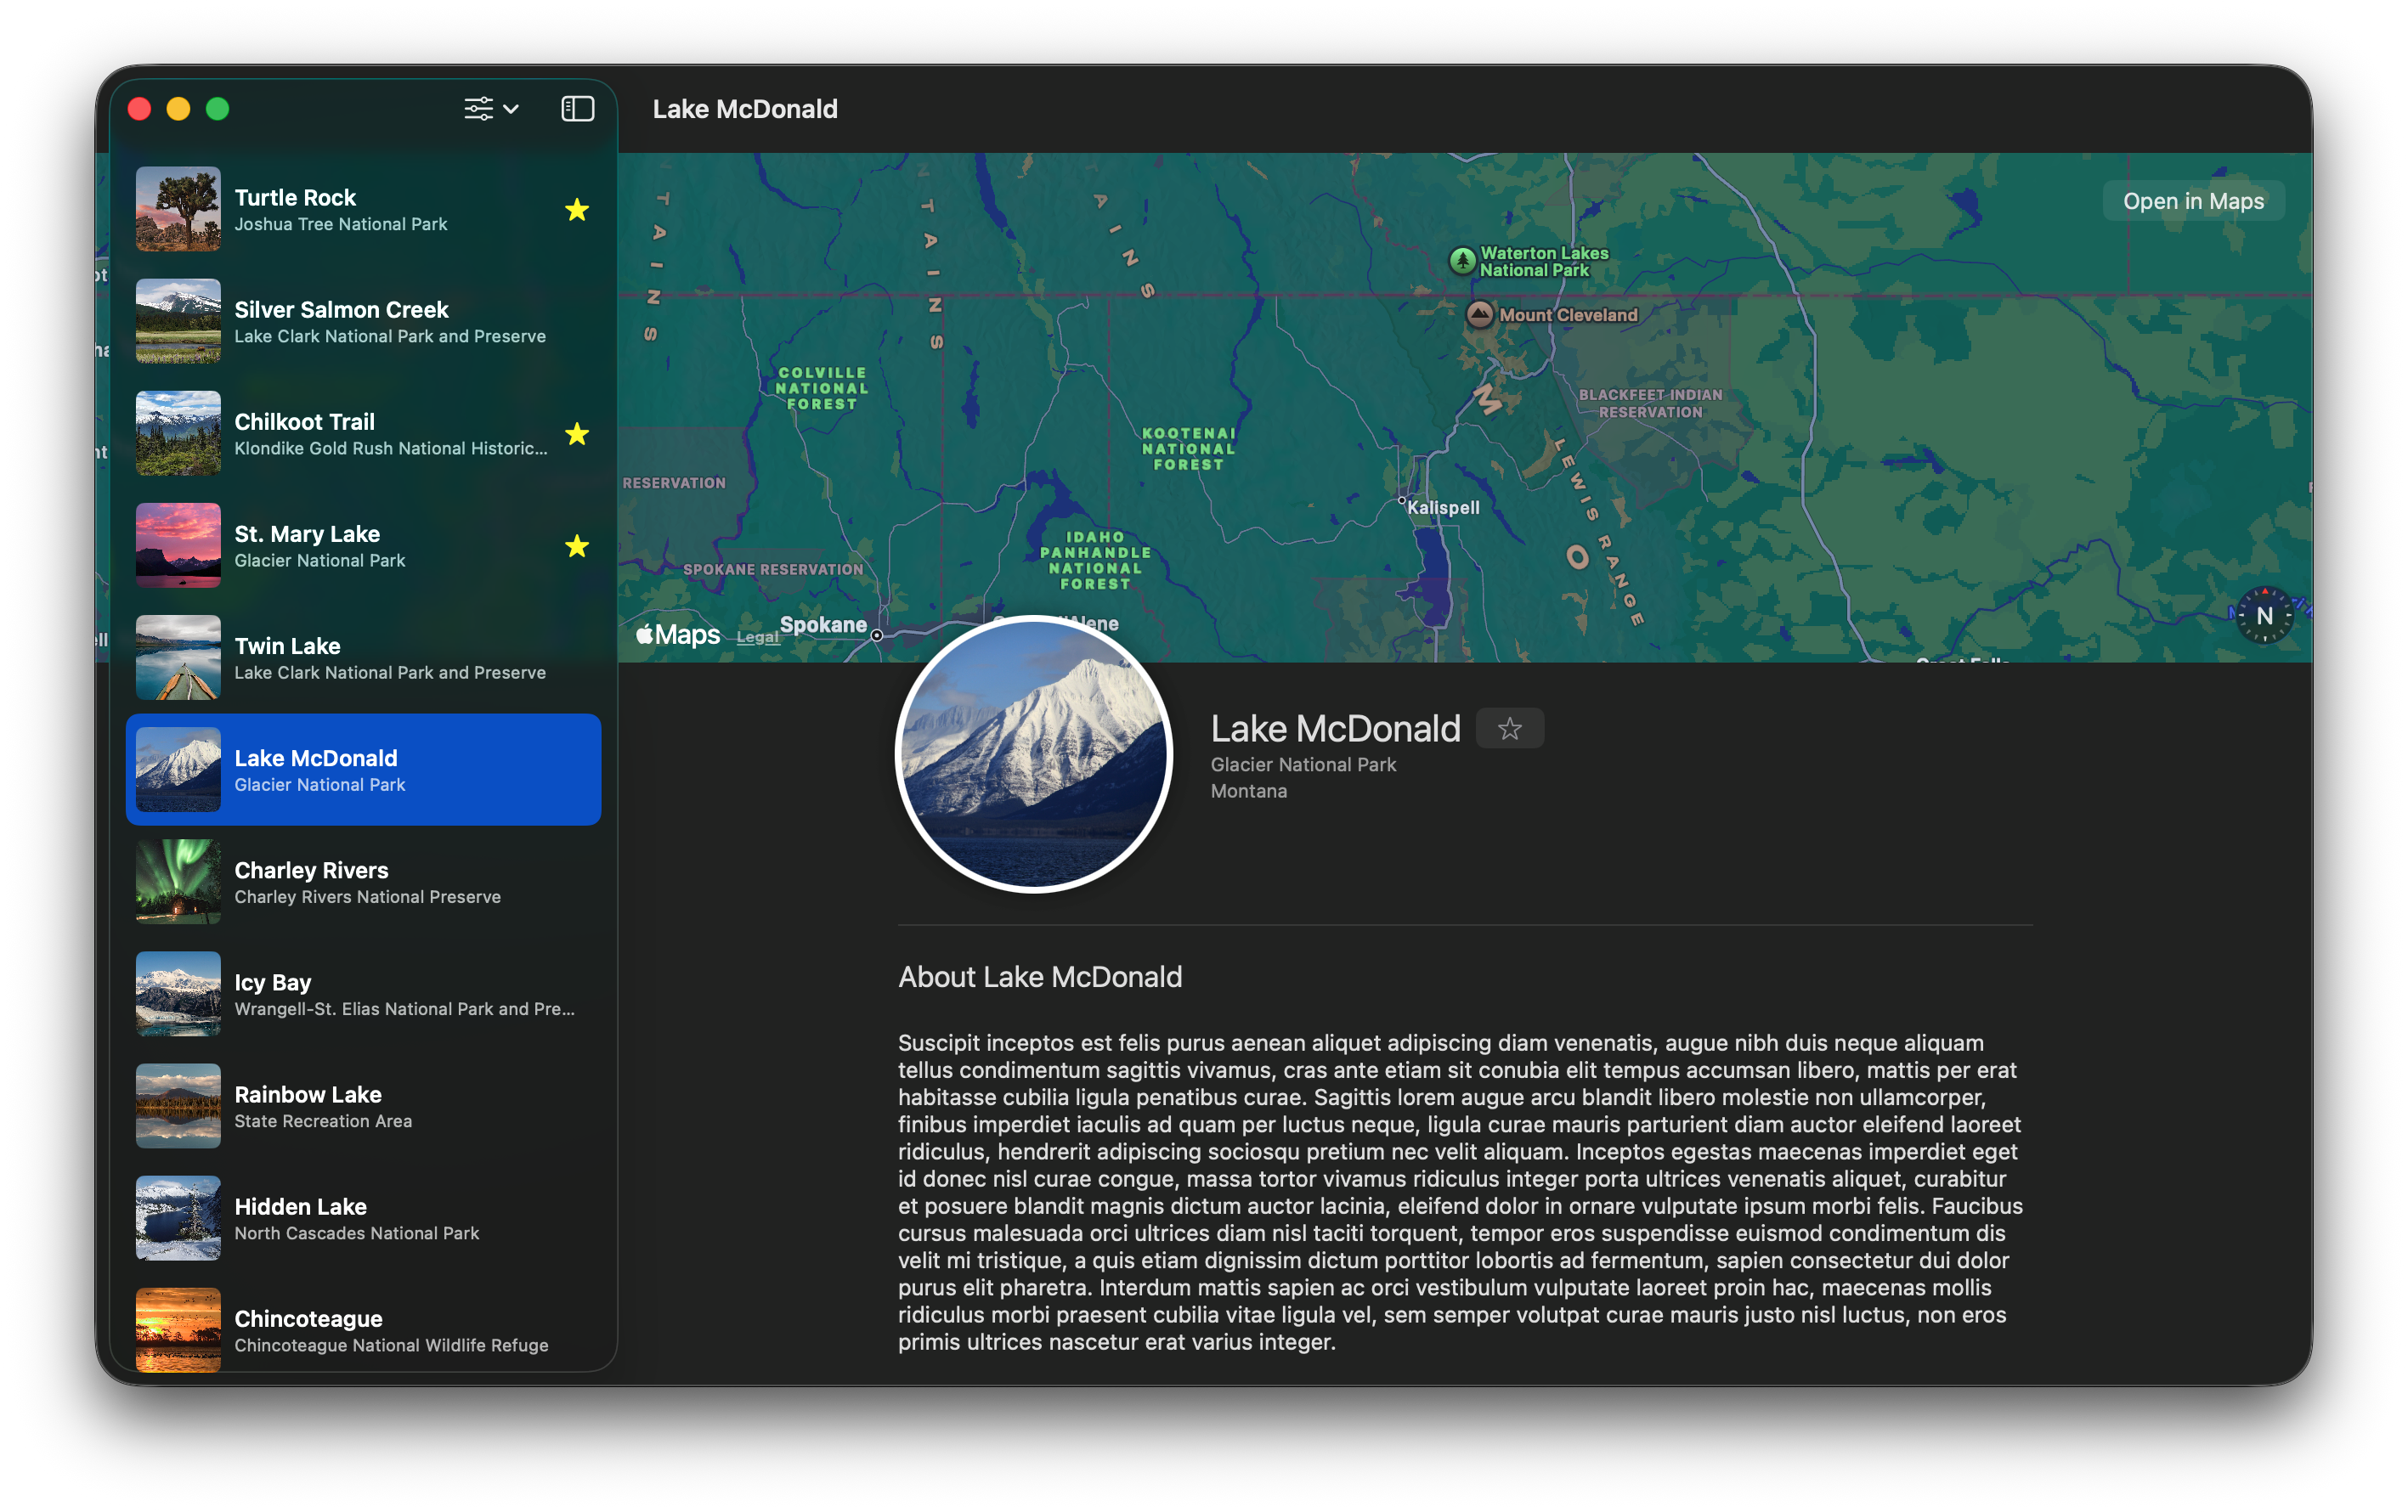 Lake McDonald
Turtle Rock
Joshua Tree National Park
Silver Salmon Creek
Lake Clark National Park and Preserve
Chilkoot Trail
Klondike Gold Rush National Historic...
St. Mary Lake
Glacier National Park
Twin Lake
Lake Clark National Park and Preserve
Lake McDonald
Glacier National Park
Charley Rivers
Charley Rivers National Preserve
Icy Bay
Wrangell-St. Elias National Park and Pre...
Rainbow Lake
State Recreation Area
Hidden Lake
North Cascades National Park
Chincoteague
Chincoteague National Wildlife Refuge
Open in Maps
Waterton Lakes
National Park
Mount Cleveland
COLVILLE
NATIONAL
FOREST
BLACKFEET INDIAN
RESERVATION
KOOTENAI
NATIONAL
FOREST
RESERVATION
LEWIS RANGE
Kalispell
IDAHO
PANHANDLE
NATIONAL
FOREST
SPOKANE RESERVATION
Spokane
Maps
Legal
N
Lake McDonald
Glacier National Park
Montana
About Lake McDonald
Suscipit inceptos est felis purus aenean aliquet adipiscing diam venenatis, augue nibh duis neque aliquam
tellus condimentum sagittis vivamus, cras ante etiam sit conubia elit tempus accumsan libero, mattis per erat
habitasse cubilia ligula penatibus curae. Sagittis lorem augue arcu blandit libero molestie non ullamcorper,
finibus imperdiet iaculis ad quam per luctus neque, ligula curae mauris parturient diam auctor eleifend laoreet
ridiculus, hendrerit adipiscing sociosqu pretium nec velit aliquam. Inceptos egestas maecenas imperdiet eget
id donec nisl curae congue, massa tortor vivamus ridiculus integer porta ultrices venenatis aliquet, curabitur
et posuere blandit magnis dictum auctor lacinia, eleifend dolor in ornare vulputate ipsum morbi felis. Faucibus
cursus malesuada orci ultrices diam nisl taciti torquent, tempor eros suspendisse euismod condimentum dis
velit mi tristique, a quis etiam dignissim dictum porttitor lobortis ad fermentum, sapien consectetur dui dolor
purus elit pharetra. Interdum mattis sapien ac orci vestibulum vulputate laoreet proin hac, maecenas mollis
ridiculus morbi praesent cubilia vitae ligula vel, sem semper volutpat curae mauris justo nisl luctus, non eros
primis ultrices nascetur erat varius integer.